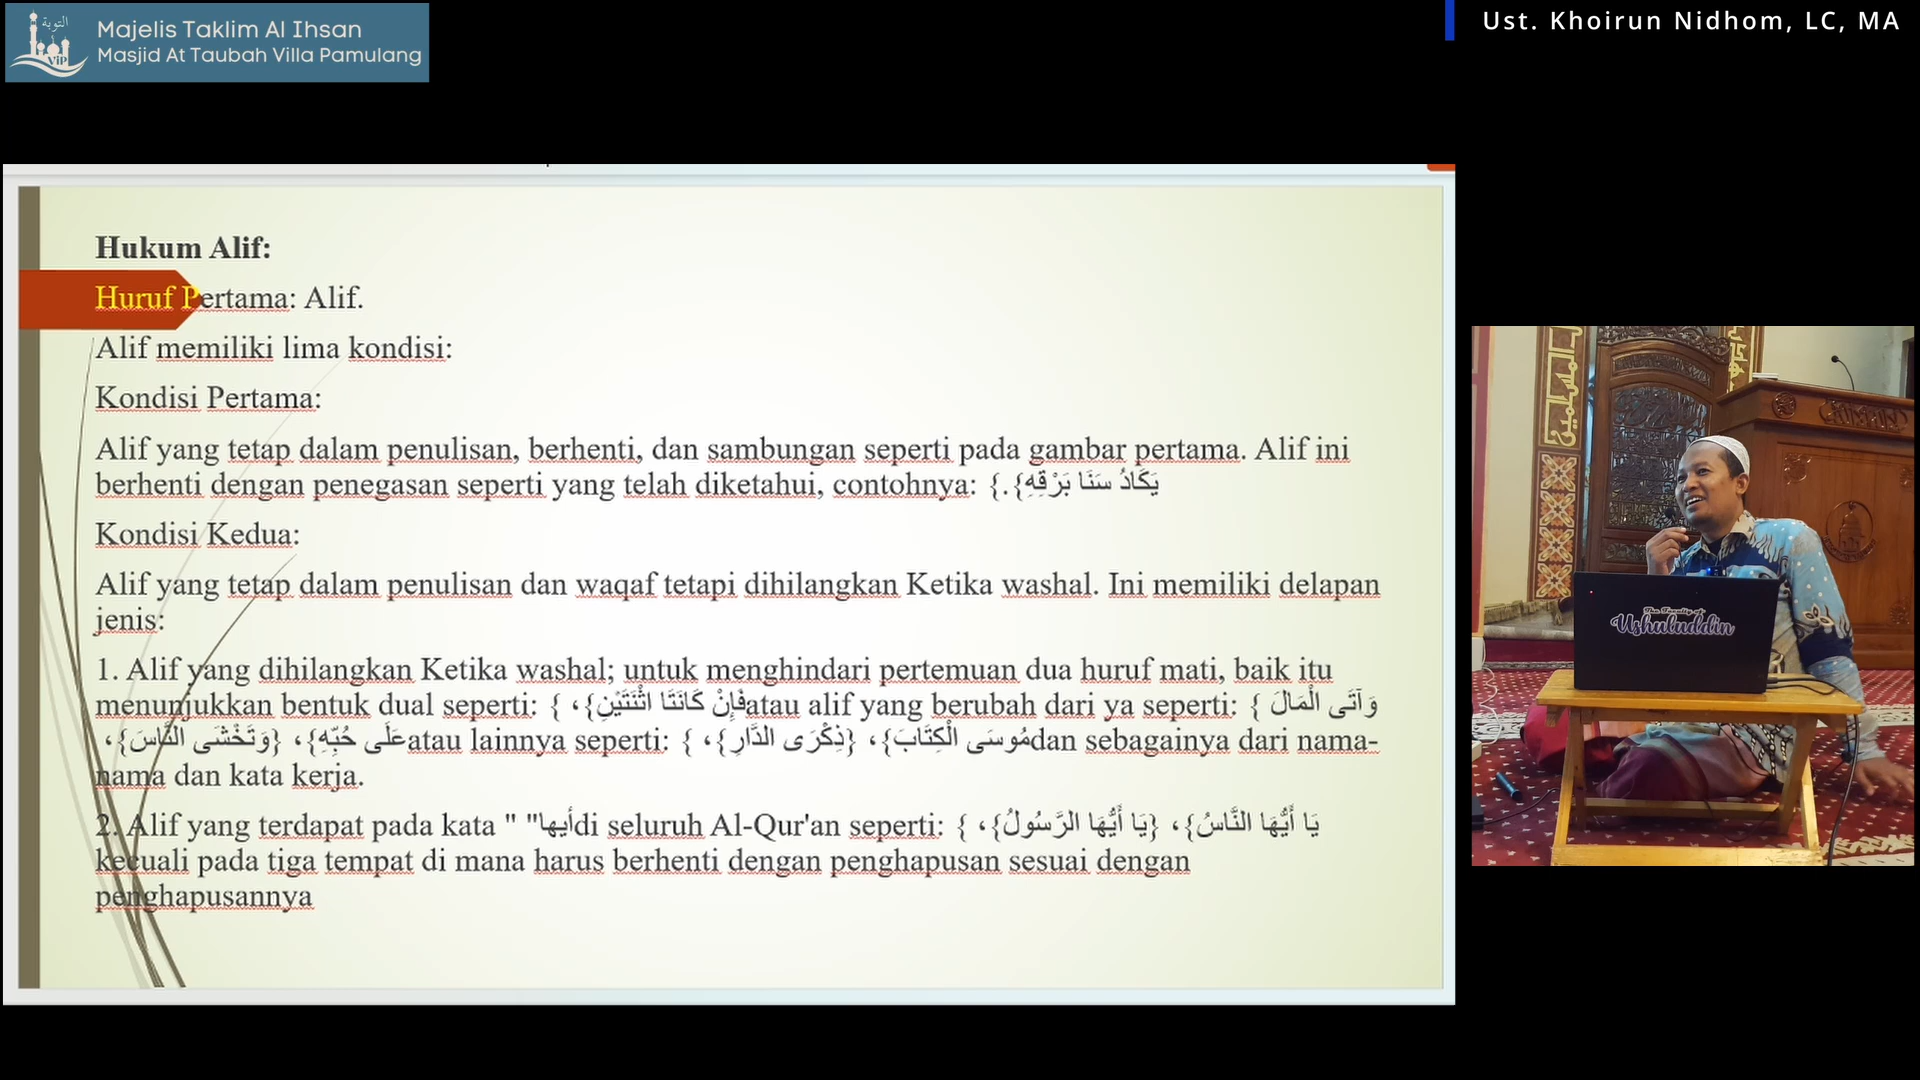 التوبة
ViP
Majelis Taklim Al Ihsan
Masjid At Taubah Villa Pamulang
Ust. Khoirun Nidhom, LC, MA
Hukum Alif:
Huruf Pertama: Alif.
Alif memiliki lima kondisi:
Kondisi Pertama:
Alif yang tetap dalam penulisan, berhenti, dan sambungan seperti pada gambar pertama. Alif ini
berhenti dengan penegasan seperti yang telah diketahui, contohnya: {.{يَكَادُ سَنَا بَرْقِهِ
Kondisi Kedua:
Alif yang tetap dalam penulisan dan waqaf tetapi dihilangkan Ketika washal. Ini memiliki delapan
jenis:
1. Alif yang dihilangkan Ketika washal; untuk menghindari pertemuan dua huruf mati, baik itu
menunjukkan bentuk dual seperti: { ،{فَإِنْ كَانَتَا اثْنَتَيْنِatau alif yang berubah dari ya seperti: { وَآتَى الْمَالَ
عَلَى حُبِّهِ}، {وَتَخْشَى النَّاسَ}،atau lainnya seperti: { مُوسَى الْكِتَابَ}، {ذِكْرَى الدَّارِ}،dan sebagainya dari nama-
nama dan kata kerja.
2. Alif yang terdapat pada kata " "أيهاdi seluruh Al-Qur'an seperti: { يَا أَيُّهَا النَّاسُ}، {يَا أَيُّهَا الرَّسُولُ}،
kecuali pada tiga tempat di mana harus berhenti dengan penghapusan sesuai dengan
penghapusannya
The Faculty of
Ushuluddin